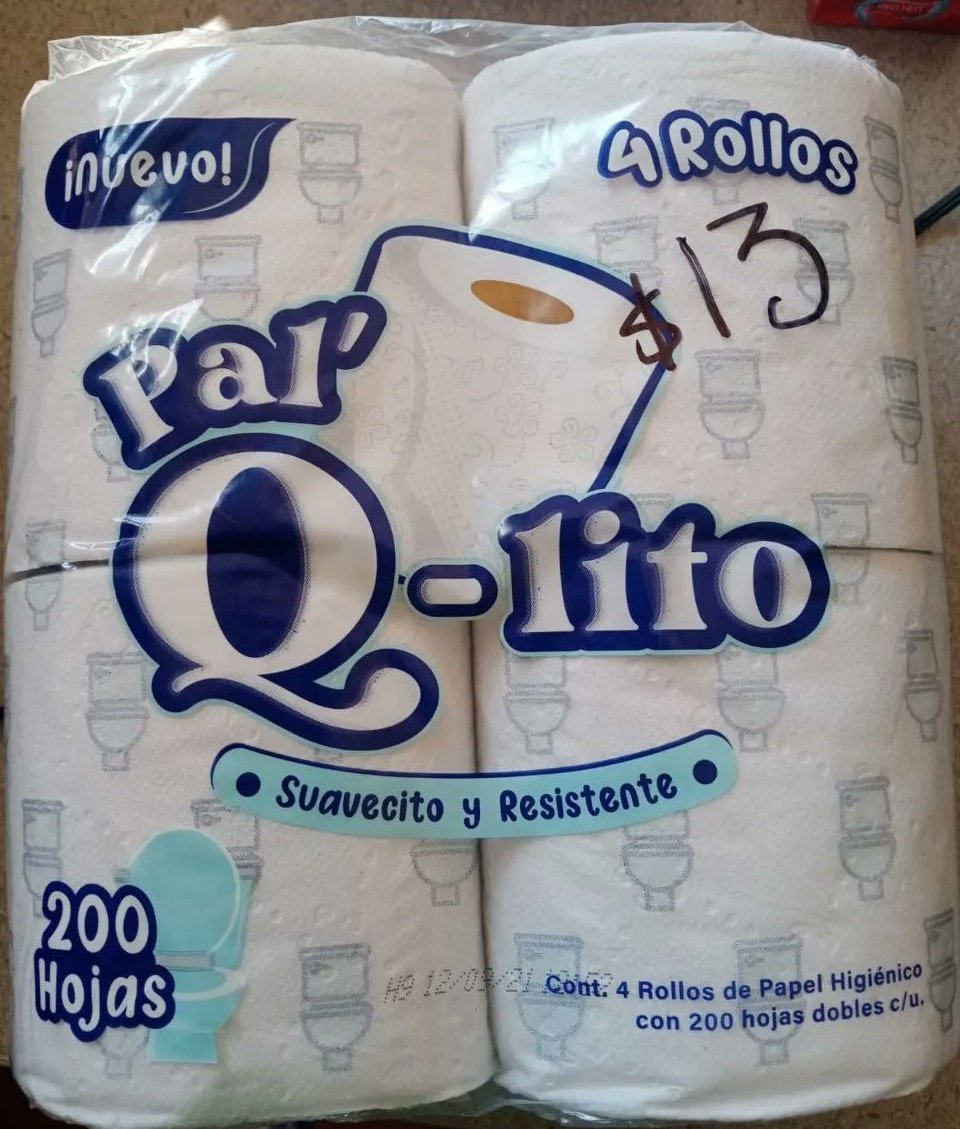 ¡Nuevo!
4 Rollos
$13
Pal'
Q-lito
Suavecito y Resistente
200
Hojas
Cont. 4 Rollos de Papel Higiénico
con 200 hojas dobles c/u.